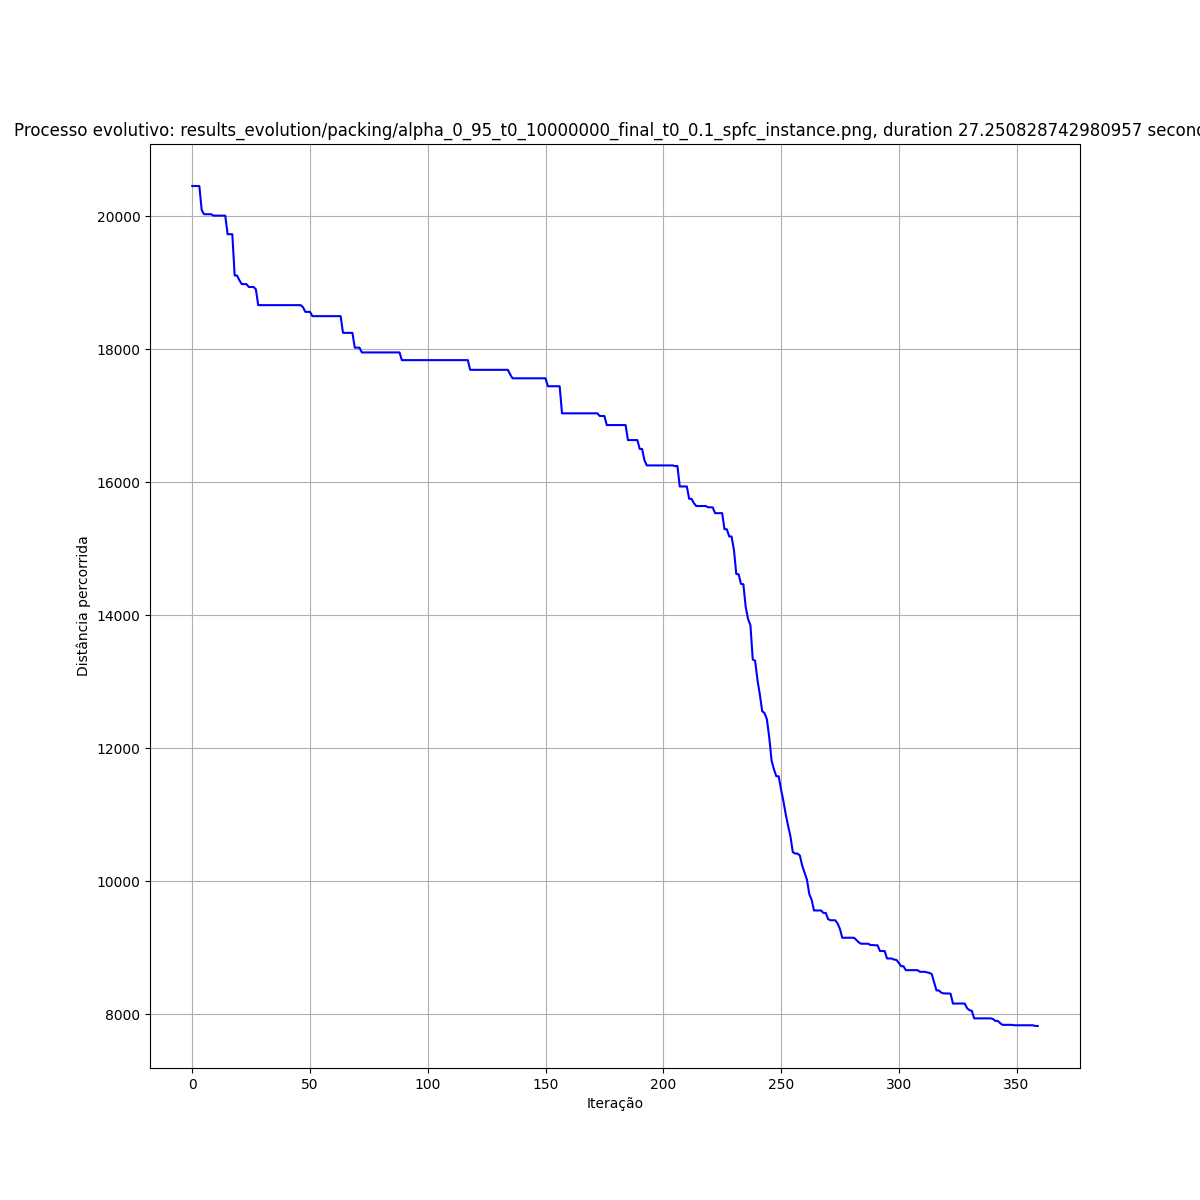 Processo evolutivo: results_evolution/packing/alpha_0_95_t0_10000000_final_t0_0.1_spfc_instance.png, duration 27.250828742980957 secon
20000
18000
16000
14000
12000
10000
8000
Distância percorrida
0 50 100 150 200 250 300 350
Iteração